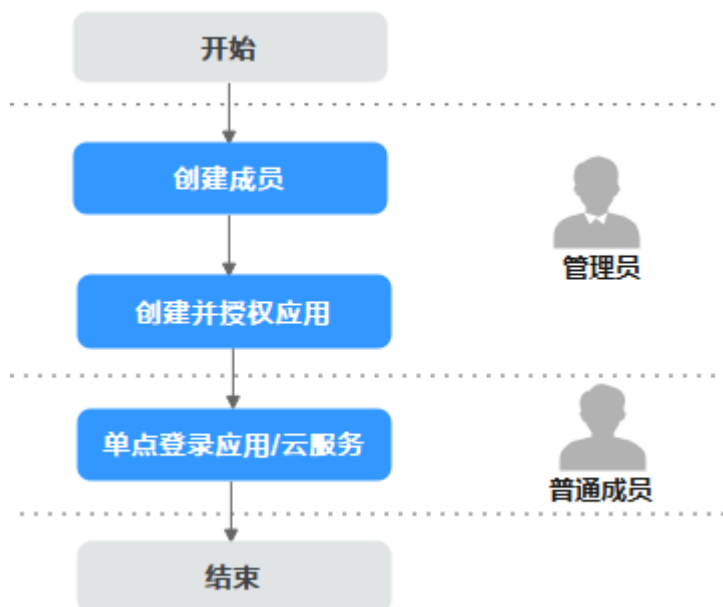 开始
创建成员
管理员
创建并授权应用
单点登录应用/云服务
普通成员
结束